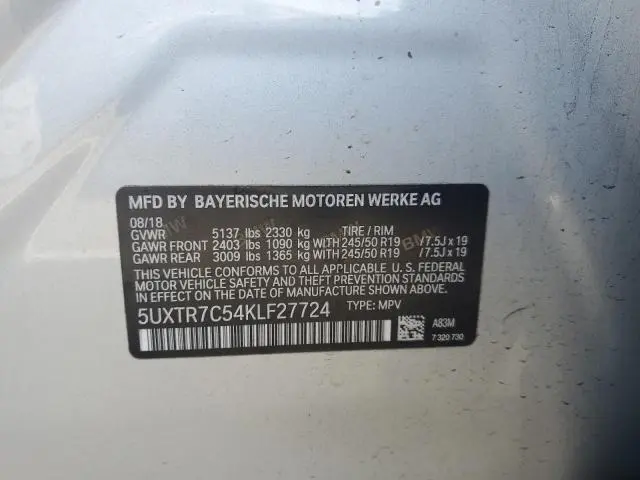 MFD BY BAYERISCHE MOTOREN WERKE AG
08/18
GVWR 5137 lbs 2330 kg TIRE / RIM
GAWR FRONT 2403 lbs 1090 kg WITH 245/50 R19 /7.5J x 19
GAWR REAR 3009 lbs 1365 kg WITH 245/50 R19 /7.5J x 19
THIS VEHICLE CONFORMS TO ALL APPLICABLE U. S. FEDERAL
MOTOR VEHICLE SAFETY, BUMPER, AND THEFT PREVENTION
STANDARDS IN EFFECT ON THE DATE OF MANUFACTURE SHOWN ABOVE.
5UXTR7C54KLF27724 TYPE: MPV
A83M
7 320 730